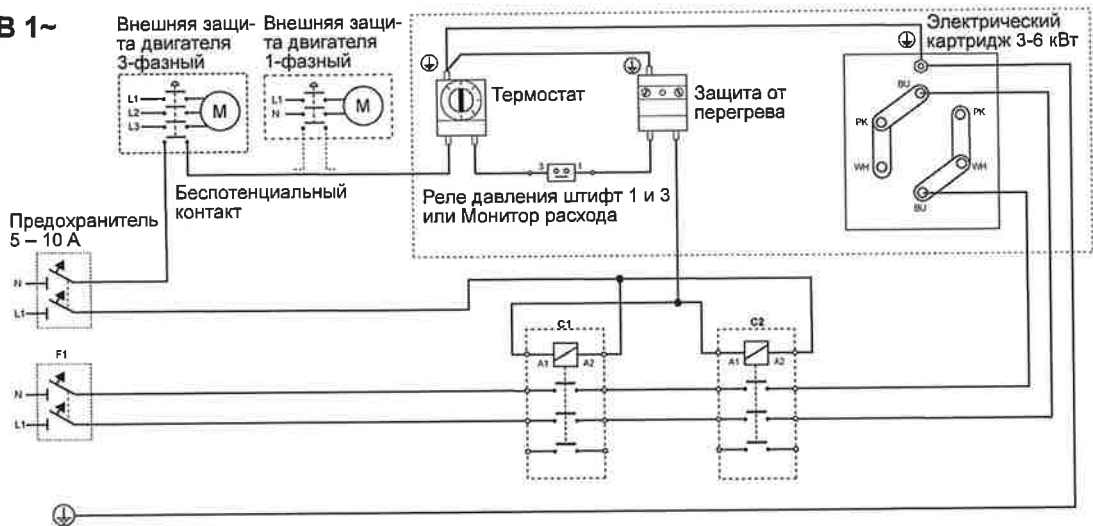 В 1~
Внешняя защи-
та двигателя
3-фазный
Внешняя защи-
та двигателя
1-фазный
Электрический
картридж 3-6 кВт
L1
L2
L3
M
L1
N
M
Термостат
Защита от
перегрева
BU
PK
WH
PK
WH
BU
3
1
Беспотенциальный
контакт
Реле давления штифт 1 и 3
или Монитор расхода
Предохранитель
5 – 10 А
N
L1
C1
A1
A2
C2
A1
A2
F1
N
L1